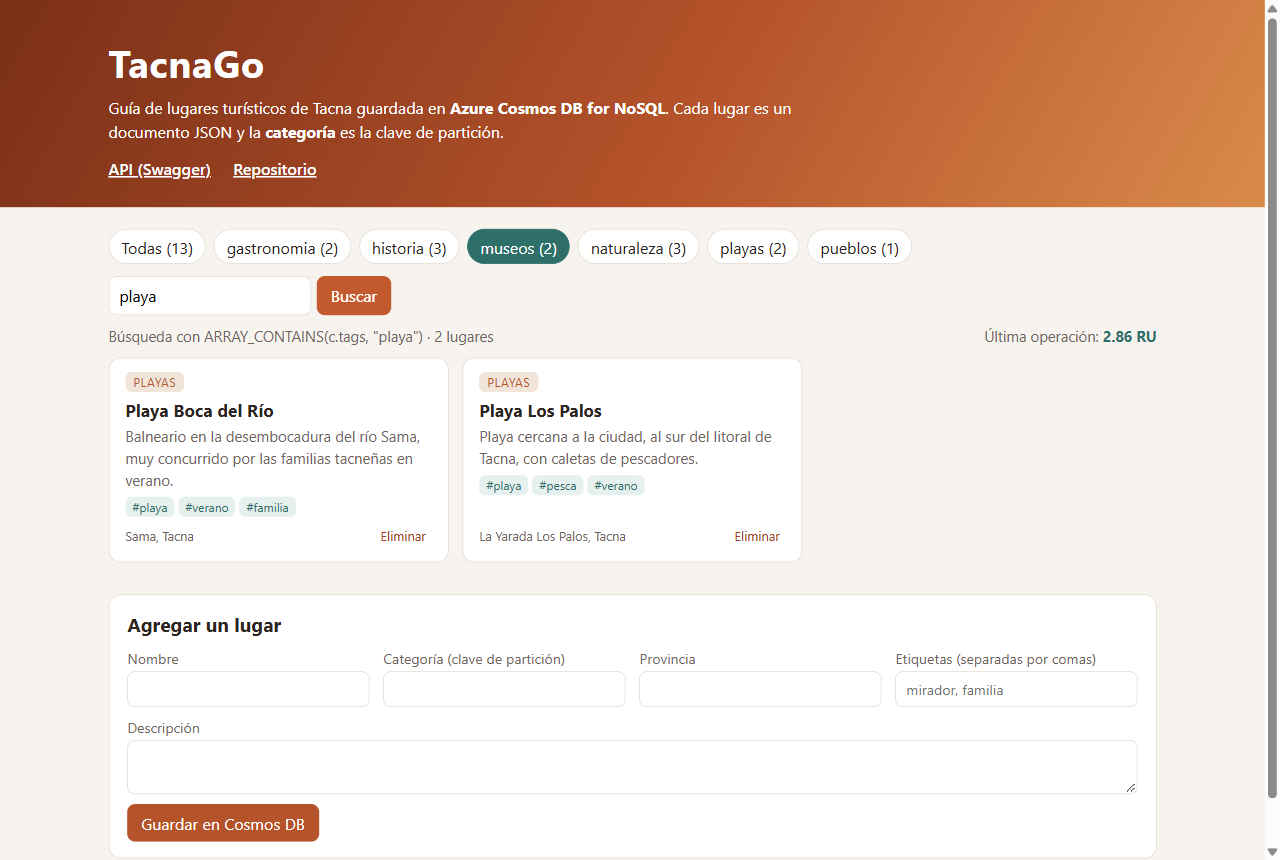 TacnaGo
Guía de lugares turísticos de Tacna guardada en Azure Cosmos DB for NoSQL. Cada lugar es un
documento JSON y la categoría es la clave de partición.
API (Swagger) Repositorio
Todas (13) gastronomia (2) historia (3) museos (2) naturaleza (3) playas (2) pueblos (1)
playa Buscar
Búsqueda con ARRAY_CONTAINS(c.tags, "playa") · 2 lugares Última operación: 2.86 RU
PLAYAS
Playa Boca del Río
Balneario en la desembocadura del río Sama,
muy concurrido por las familias tacneñas en
verano.
#playa #verano #familia
Sama, Tacna Eliminar
PLAYAS
Playa Los Palos
Playa cercana a la ciudad, al sur del litoral de
Tacna, con caletas de pescadores.
#playa #pesca #verano
La Yarada Los Palos, Tacna Eliminar
Agregar un lugar
Nombre Categoría (clave de partición) Provincia Etiquetas (separadas por comas)
mirador, familia
Descripción
Guardar en Cosmos DB